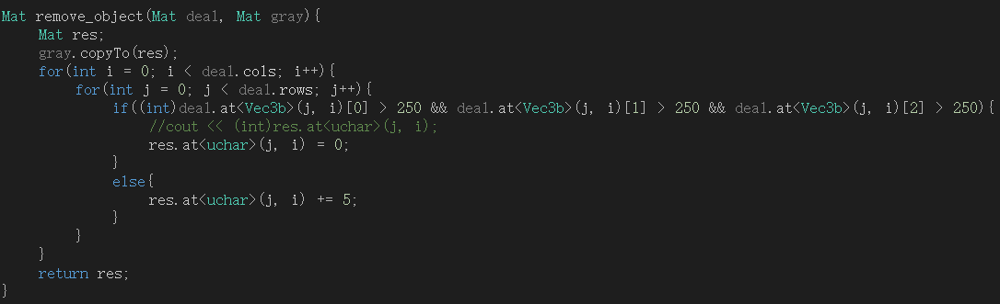 Mat remove_object(Mat deal, Mat gray){
    Mat res;
    gray.copyTo(res);
    for(int i = 0; i < deal.cols; i++){
        for(int j = 0; j < deal.rows; j++){
            if((int)deal.at<Vec3b>(j, i)[0] > 250 && deal.at<Vec3b>(j, i)[1] > 250 && deal.at<Vec3b>(j, i)[2] > 250){
                //cout << (int)res.at<uchar>(j, i);
                res.at<uchar>(j, i) = 0;
            }
            else{
                res.at<uchar>(j, i) += 5;
            }
        }
    }
    return res;
}